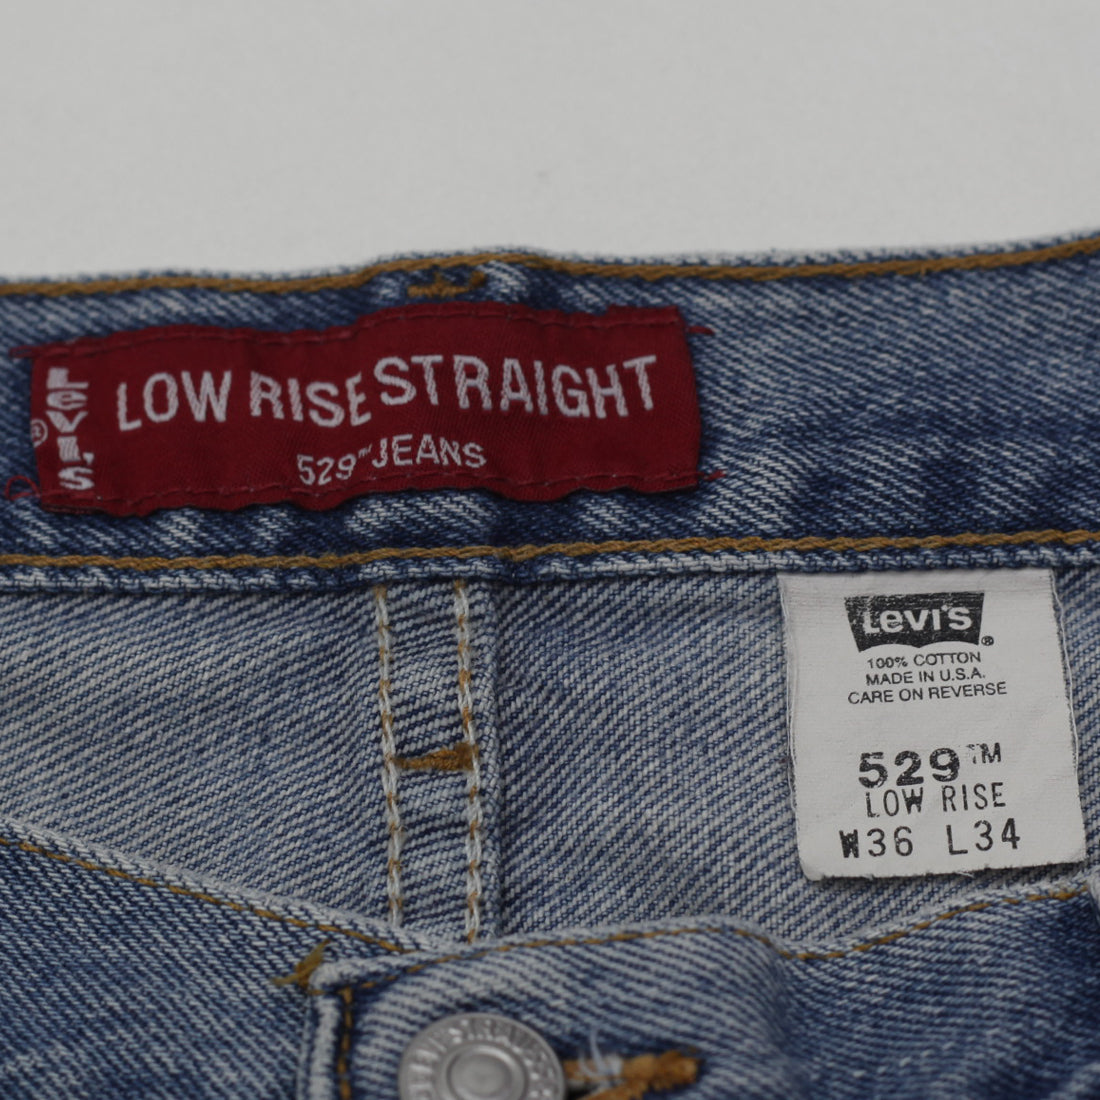 LEVI'S
®
LOW RISE STRAIGHT
529™ JEANS
LEVI'S
®
100% COTTON
MADE IN U.S.A.
CARE ON REVERSE
529™
LOW RISE
W36 L34